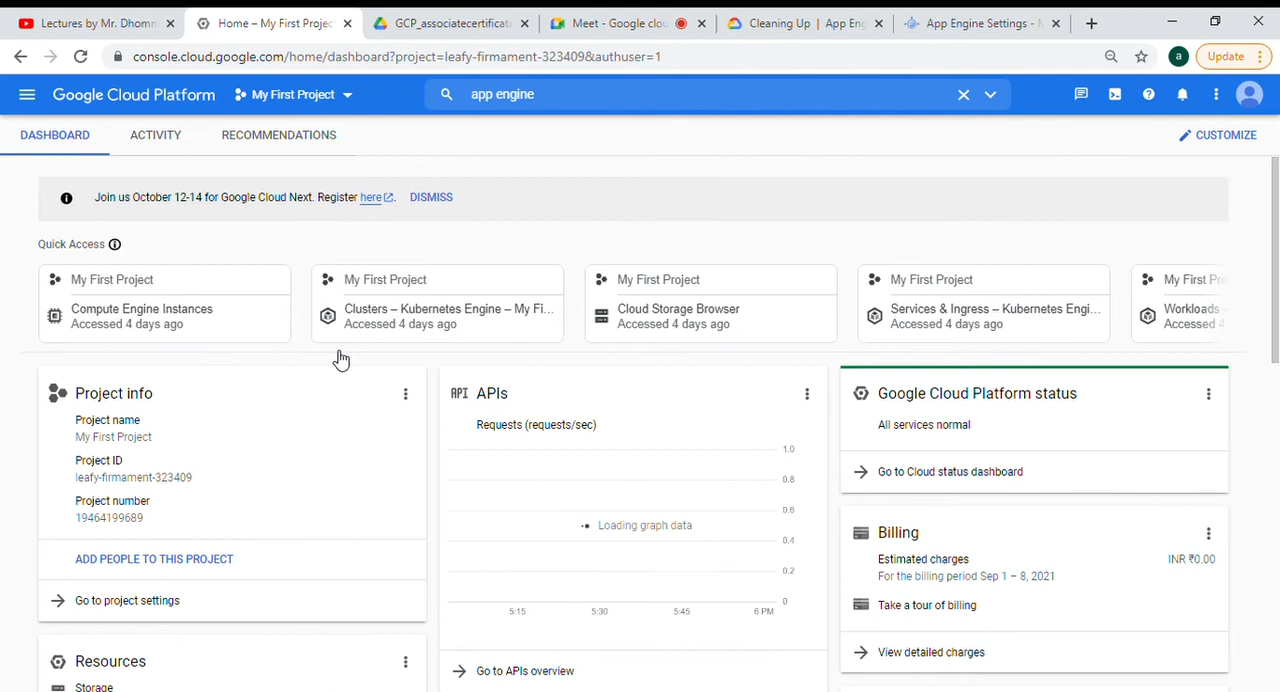 Lectures by Mr. Dhomn
Home – My First Projec
GCP_associatecertificate
Meet - Google clou
Cleaning Up | App Eng
App Engine Settings - M
console.cloud.google.com/home/dashboard?project=leafy-firmament-323409&authuser=1
a
Update
Google Cloud Platform
My First Project
app engine
DASHBOARD
ACTIVITY
RECOMMENDATIONS
CUSTOMIZE
Join us October 12-14 for Google Cloud Next. Register here. DISMISS
Quick Access
My First Project
Compute Engine Instances
Accessed 4 days ago
My First Project
Clusters – Kubernetes Engine – My Fi...
Accessed 4 days ago
My First Project
Cloud Storage Browser
Accessed 4 days ago
My First Project
Services & Ingress – Kubernetes Engi...
Accessed 4 days ago
My First Pro
Workloads –
Accessed 4
Project info
Project name
My First Project
Project ID
leafy-firmament-323409
Project number
19464199689
ADD PEOPLE TO THIS PROJECT
Go to project settings
Resources
Storage
API APIs
Requests (requests/sec)
1.0
0.8
0.6
Loading graph data
0.4
0.2
0
5:15
5:30
5:45
6 PM
Go to APIs overview
Google Cloud Platform status
All services normal
Go to Cloud status dashboard
Billing
Estimated charges INR ₹0.00
For the billing period Sep 1 – 8, 2021
Take a tour of billing
View detailed charges